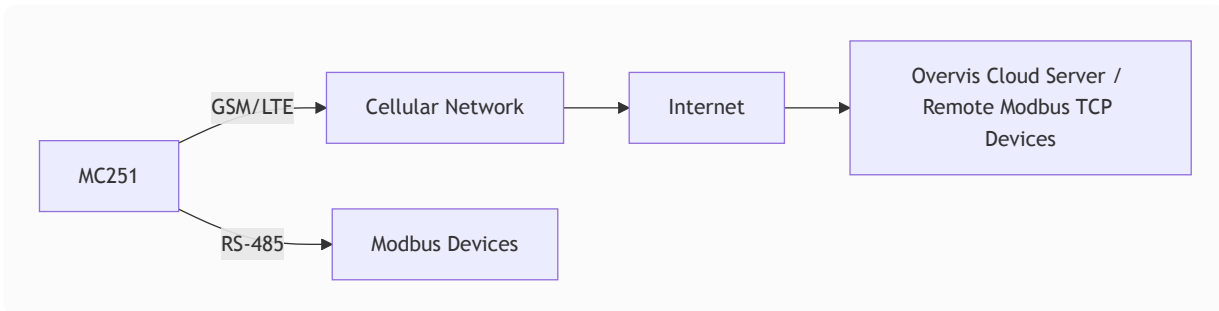 MC251
GSM/LTE
Cellular Network
Internet
Overvis Cloud Server /
Remote Modbus TCP
Devices
RS-485
Modbus Devices